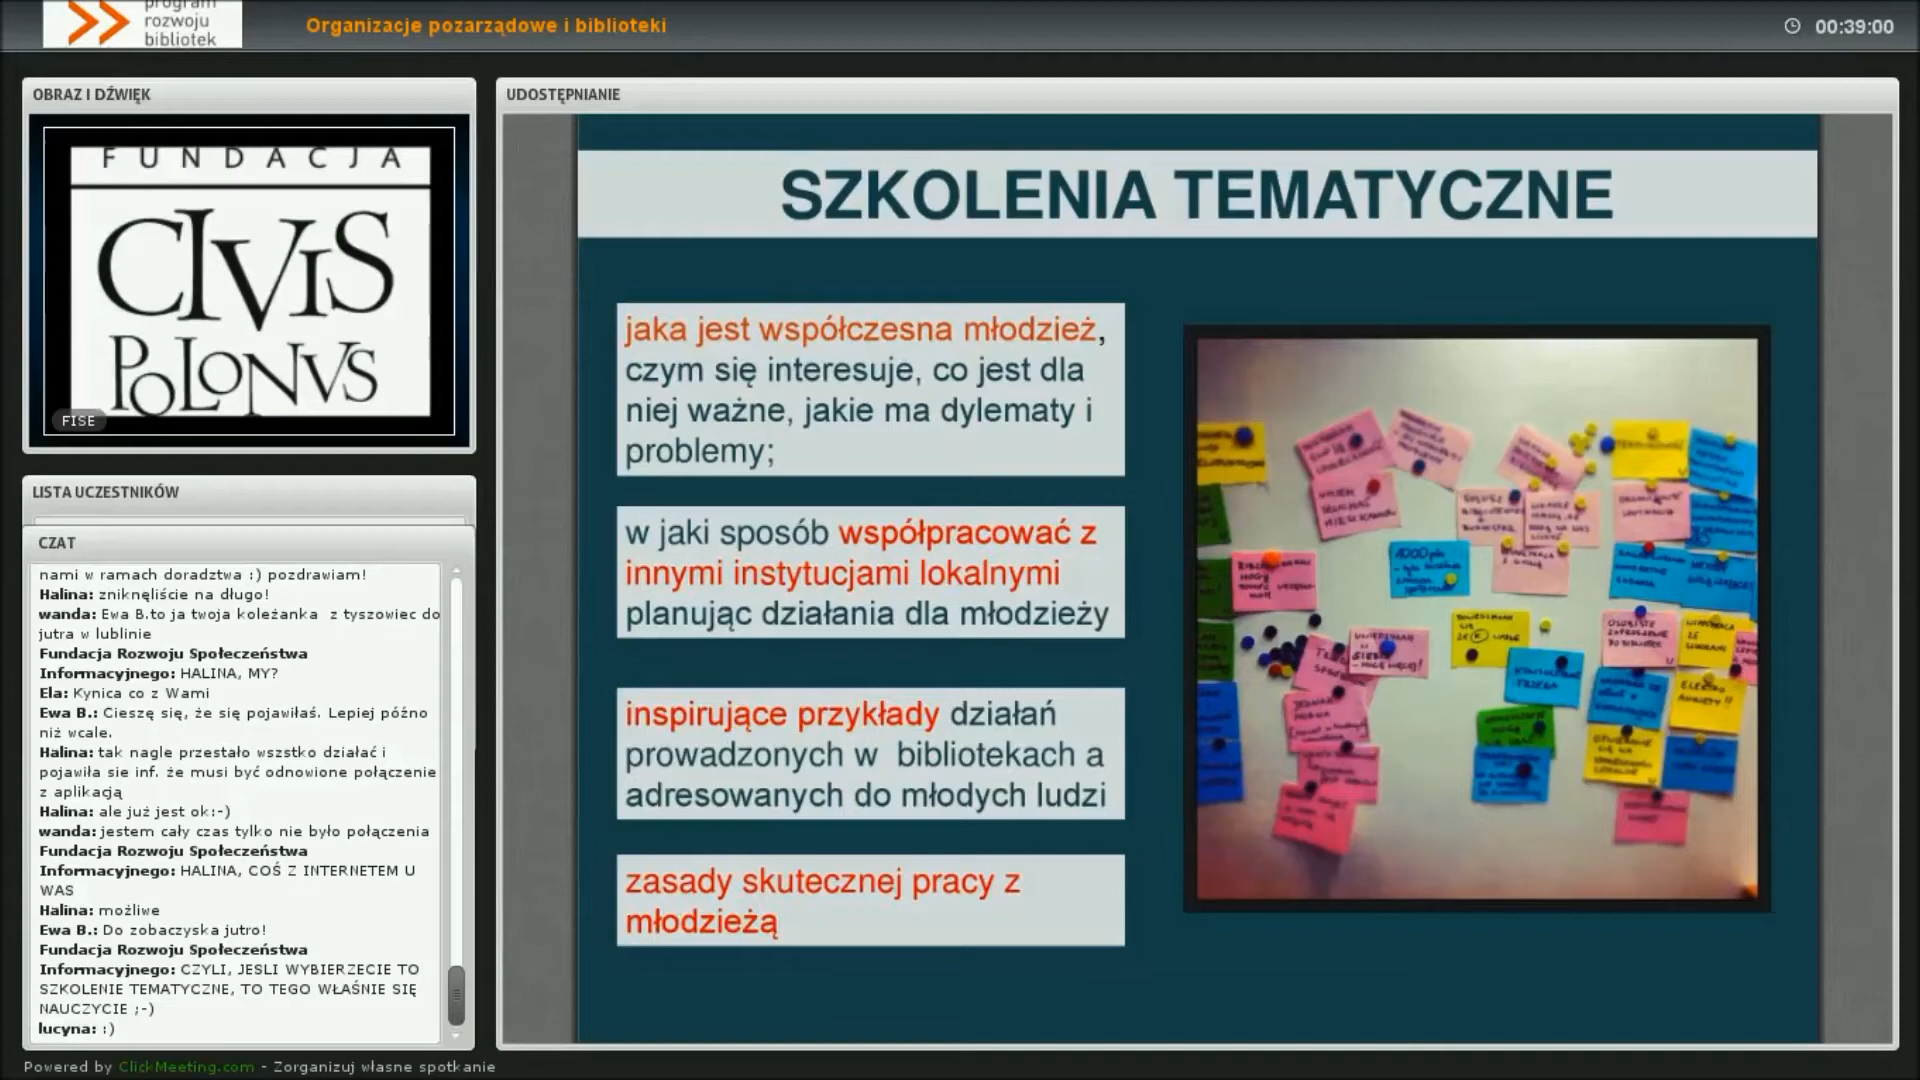 program
rozwoju
bibliotek
Organizacje pozarządowe i biblioteki
00:39:00
OBRAZ I DŹWIĘK
FUNDACJA
CIVIS
POLONVS
FISE
LISTA UCZESTNIKÓW
CZAT
nami w ramach doradztwa :) pozdrawiam!
Halina: zniknęliście na długo!
wanda: Ewa B.to ja twoja koleżanka z tyszowiec do
jutra w lublinie
Fundacja Rozwoju Społeczeństwa
Informacyjnego: HALINA, MY?
Ela: Kynica co z Wami
Ewa B.: Cieszę się, że się pojawiłaś. Lepiej późno
niż wcale.
Halina: tak nagle przestało wszstko działać i
pojawiła sie inf. że musi być odnowione połączenie
z aplikacją
Halina: ale już jest ok:-)
wanda: jestem cały czas tylko nie było połączenia
Fundacja Rozwoju Społeczeństwa
Informacyjnego: HALINA, COŚ Z INTERNETEM U
WAS
Halina: możliwe
Ewa B.: Do zobaczyska jutro!
Fundacja Rozwoju Społeczeństwa
Informacyjnego: CZYLI, JESLI WYBIERZECIE TO
SZKOLENIE TEMATYCZNE, TO TEGO WŁAŚNIE SIĘ
NAUCZYCIE ;-)
lucyna: :)
UDOSTĘPNIANIE
SZKOLENIA TEMATYCZNE
jaka jest współczesna młodzież,
czym się interesuje, co jest dla
niej ważne, jakie ma dylematy i
problemy;
w jaki sposób współpracować z
innymi instytucjami lokalnymi
planując działania dla młodzieży
inspirujące przykłady działań
prowadzonych w bibliotekach a
adresowanych do młodych ludzi
zasady skutecznej pracy z
młodzieżą
Powered by ClickMeeting.com - Zorganizuj własne spotkanie